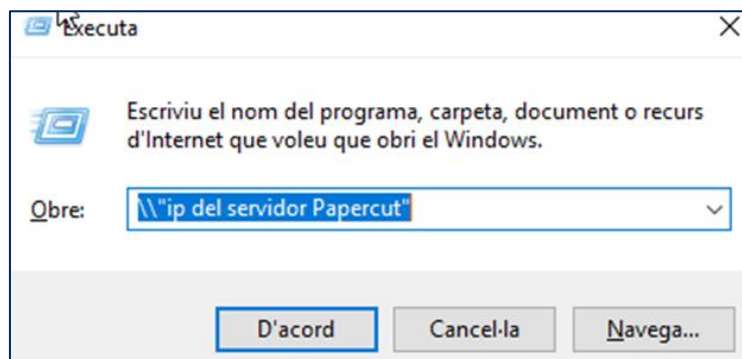 Executa
Escriviu el nom del programa, carpeta, document o recurs
d'Internet que voleu que obri el Windows.
Obre:
\\"ip del servidor Papercut"
D'acord
Cancel·la
Navega...